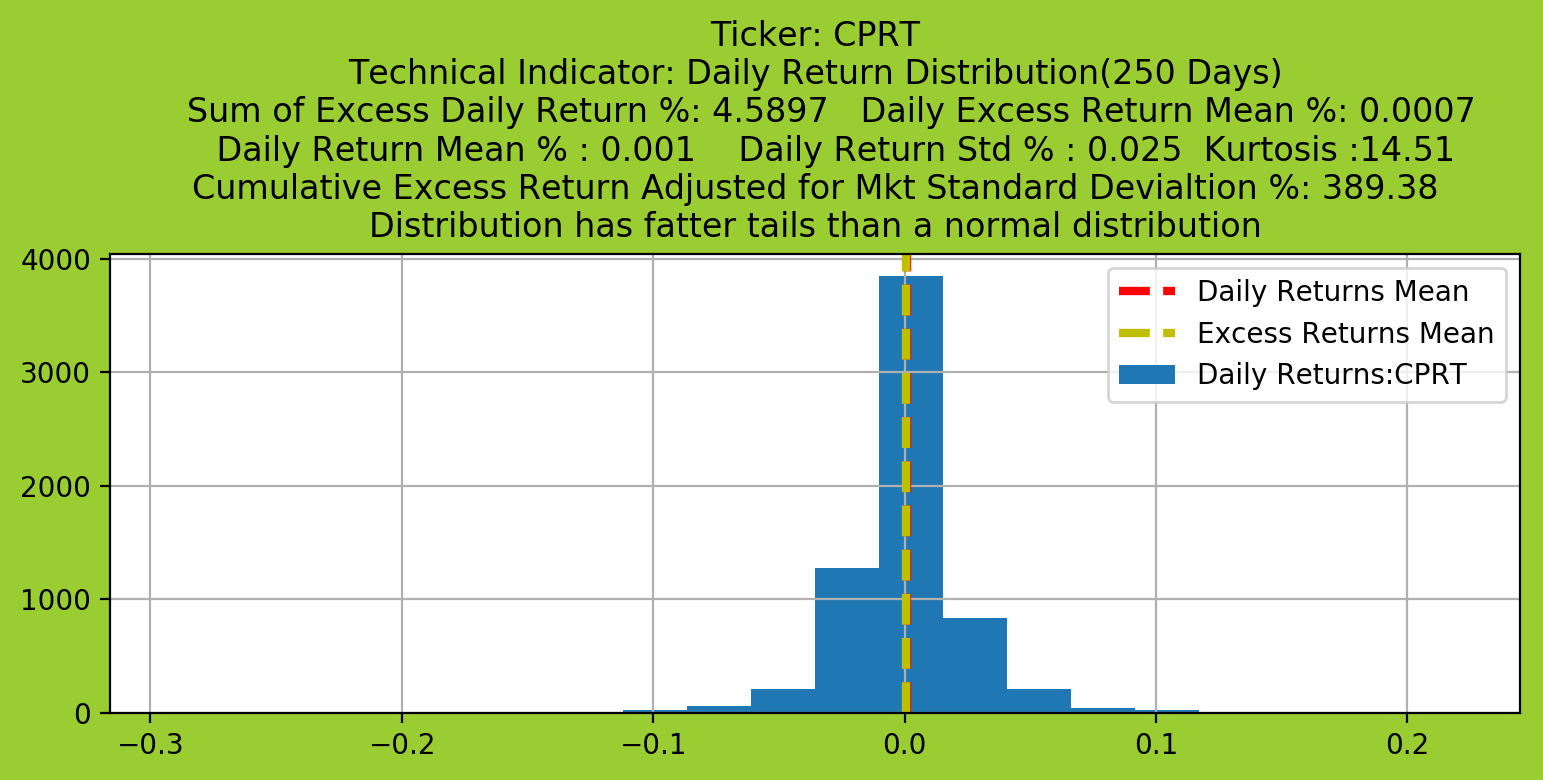 Ticker: CPRT
Technical Indicator: Daily Return Distribution(250 Days)
Sum of Excess Daily Return %: 4.5897   Daily Excess Return Mean %: 0.0007
Daily Return Mean % : 0.001    Daily Return Std % : 0.025  Kurtosis :14.51
Cumulative Excess Return Adjusted for Mkt Standard Devialtion %: 389.38
Distribution has fatter tails than a normal distribution
4000
3000
2000
1000
0
Daily Returns Mean
Excess Returns Mean
Daily Returns:CPRT
−0.3
−0.2
−0.1
0.0
0.1
0.2